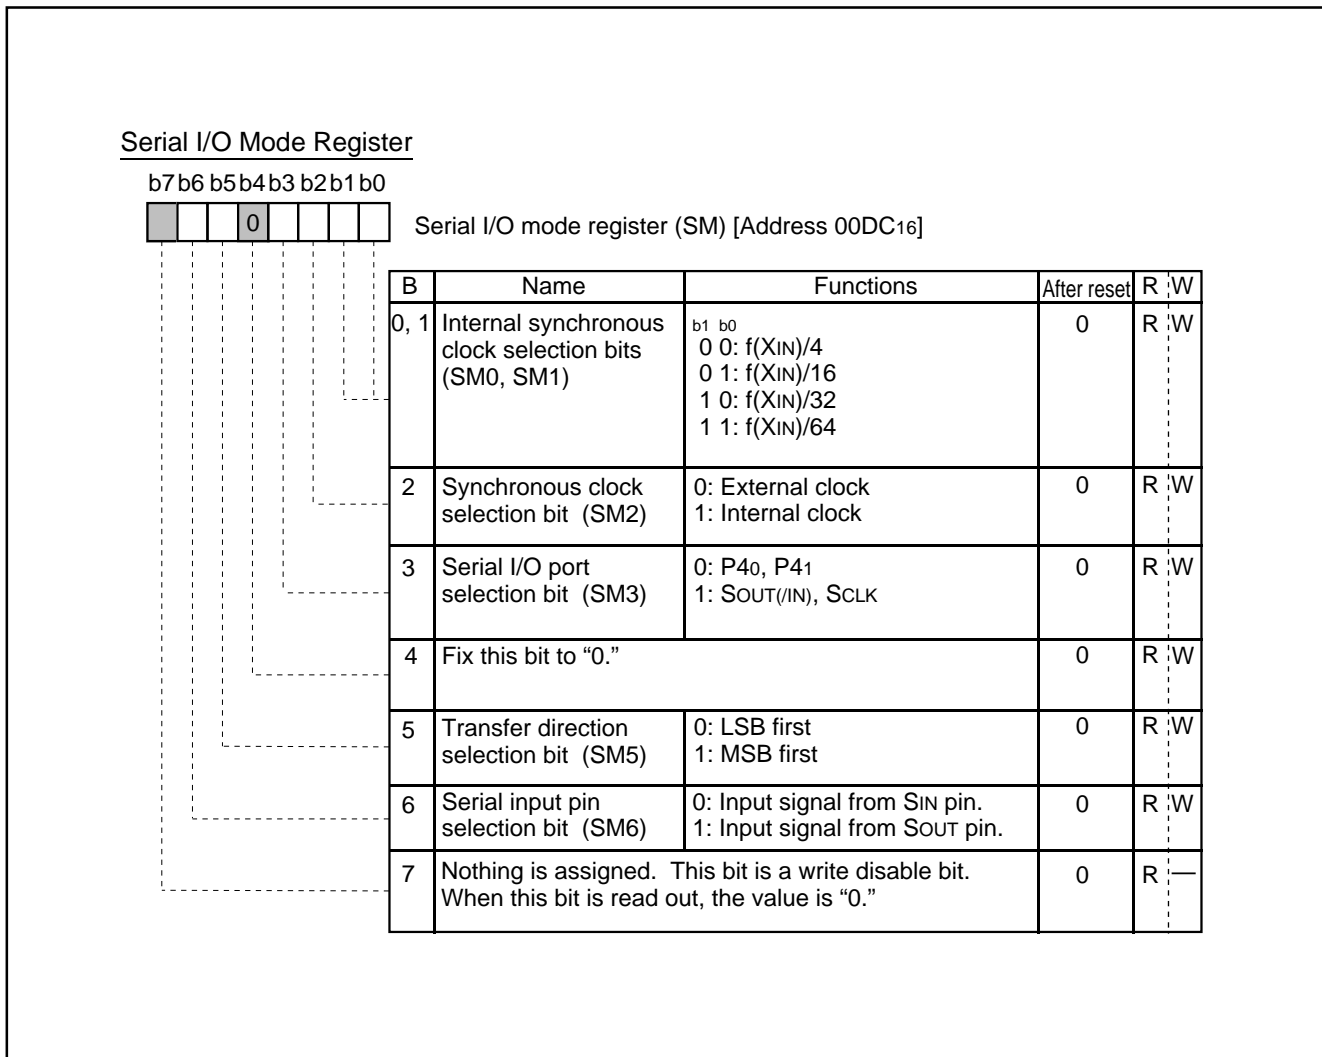 Serial I/O Mode Register
b7 b6 b5 b4 b3 b2 b1 b0
0
Serial I/O mode register (SM) [Address 00DC16]
B Name Functions After reset R W
0, 1 Internal synchronous clock selection bits (SM0, SM1)
b1 b0
0 0: f(XIN)/4
0 1: f(XIN)/16
1 0: f(XIN)/32
1 1: f(XIN)/64
0 R W
2 Synchronous clock selection bit (SM2)
0: External clock
1: Internal clock
0 R W
3 Serial I/O port selection bit (SM3)
0: P40, P41
1: SOUT(/IN), SCLK
0 R W
4 Fix this bit to “0.” 0 R W
5 Transfer direction selection bit (SM5)
0: LSB first
1: MSB first
0 R W
6 Serial input pin selection bit (SM6)
0: Input signal from SIN pin.
1: Input signal from SOUT pin.
0 R W
7 Nothing is assigned. This bit is a write disable bit.
When this bit is read out, the value is “0.”
0 R —